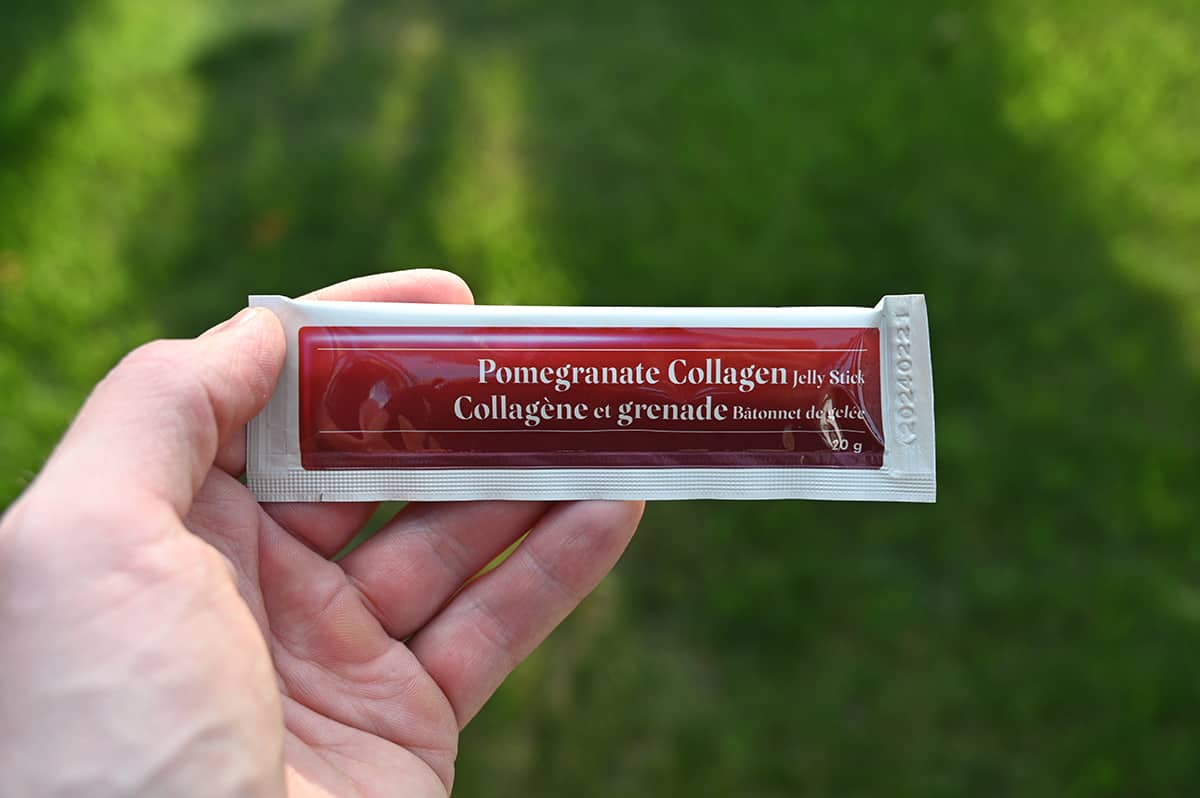 Pomegranate Collagen Jelly Stick
Collagène et grenade Bâtonnet de gelée
20 g
(20240221